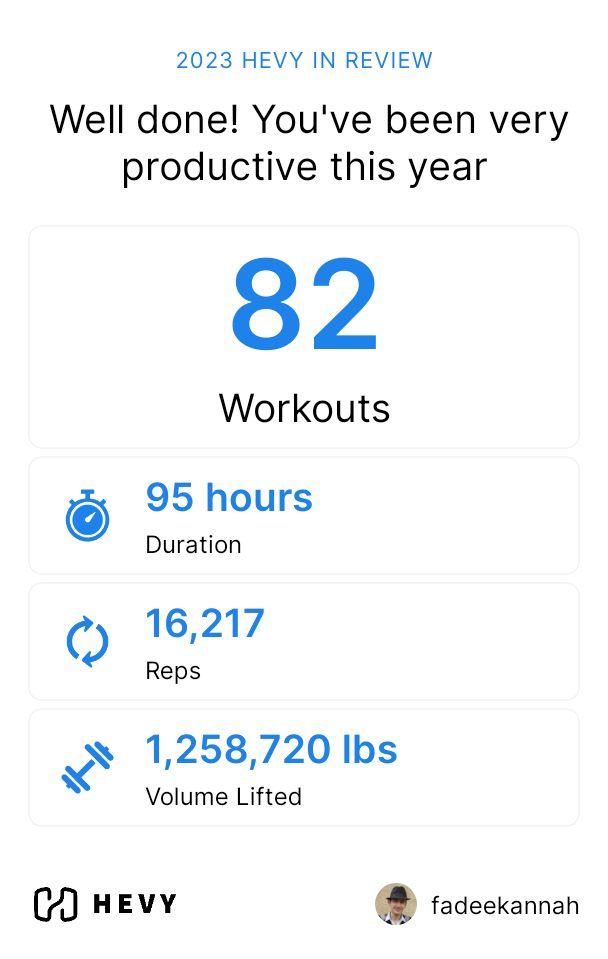 2023 HEVY IN REVIEW
Well done! You've been very
productive this year
82
Workouts
95 hours
Duration
16,217
Reps
1,258,720 lbs
Volume Lifted
HEVY
fadeekannah